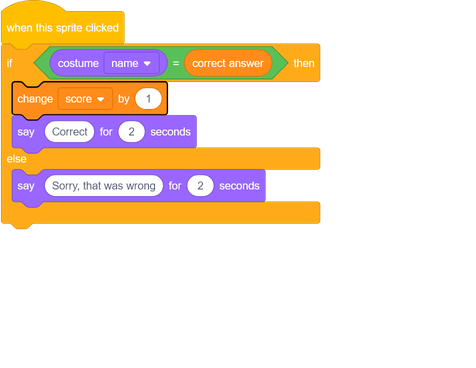 when this sprite clicked
if costume name = correct answer then
change score by 1
say Correct for 2 seconds
else
say Sorry, that was wrong for 2 seconds